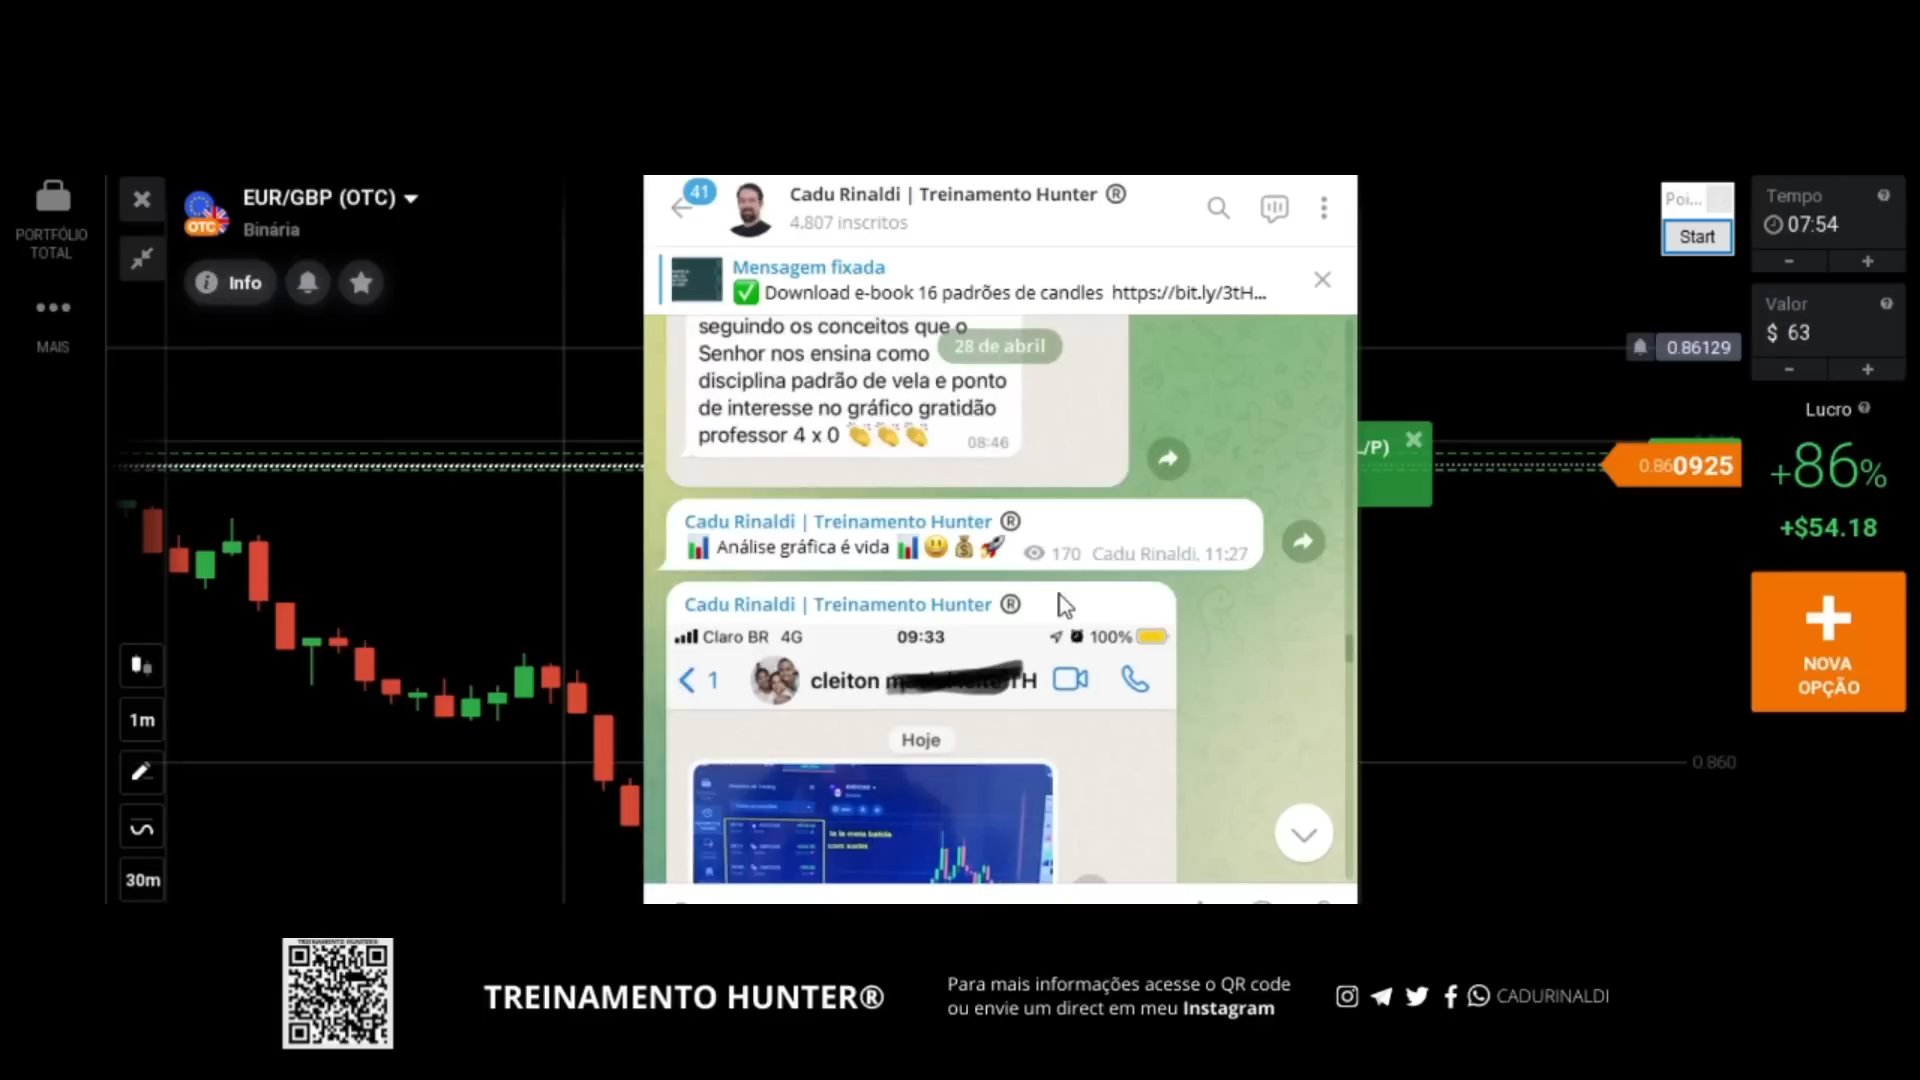 PORTFÓLIO
TOTAL
MAIS
EUR/GBP (OTC)
OTC
Binária
Info
1m
30m
41
Cadu Rinaldi | Treinamento Hunter ®
4.807 inscritos
Mensagem fixada
✅ Download e-book 16 padrões de candles https://bit.ly/3tH...
seguindo os conceitos que o
28 de abril
Senhor nos ensina como
disciplina padrão de vela e ponto
de interesse no gráfico gratidão
professor 4 x 0 👏👏👏 08:46
Cadu Rinaldi | Treinamento Hunter ®
📊 Análise gráfica é vida 📊😃💰🚀 170 Cadu Rinaldi, 11:27
Cadu Rinaldi | Treinamento Hunter ®
Claro BR 4G 09:33 100%
1 cleiton TH
Hoje
L/P)
Poi...
Start
Tempo
07:54
- +
Valor
$ 63
- +
0.86129
0.860925
0.860
Lucro
+86%
+$54.18
NOVA
OPÇÃO
TREINAMENTO HUNTER®
Para mais informações acesse o QR code
ou envie um direct em meu Instagram
CADURINALDI